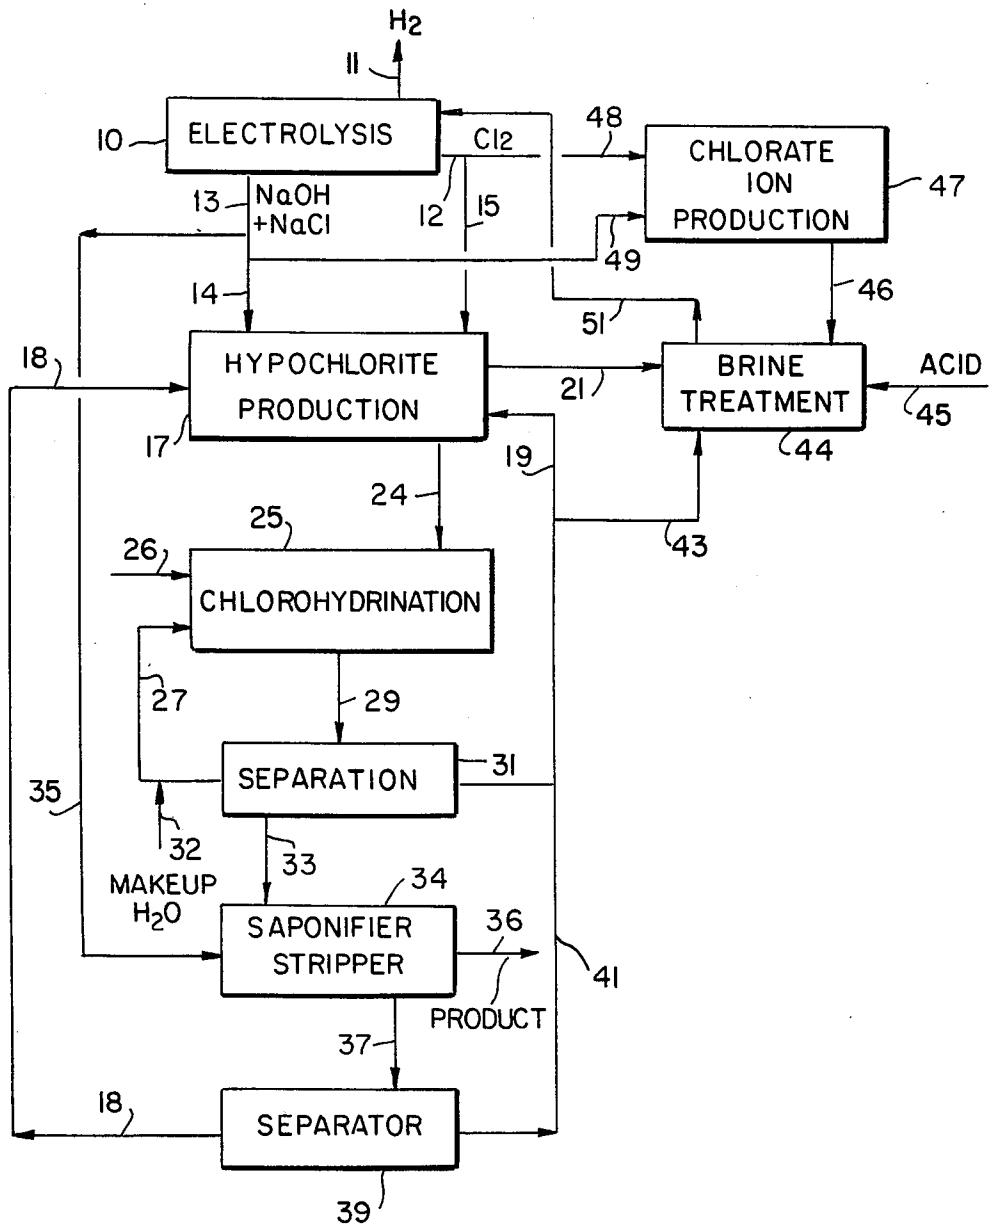 H2
11
10
ELECTROLYSIS
Cl2
48
CHLORATE
ION
PRODUCTION
47
13
NaOH
+NaCl
12
15
49
14
51
46
18
HYPOCHLORITE
PRODUCTION
17
21
BRINE
TREATMENT
ACID
45
44
19
24
43
25
26
CHLOROHYDRINATION
27
29
SEPARATION
31
35
32
33
MAKEUP
H2O
34
SAPONIFIER
STRIPPER
36
41
PRODUCT
37
18
SEPARATOR
39